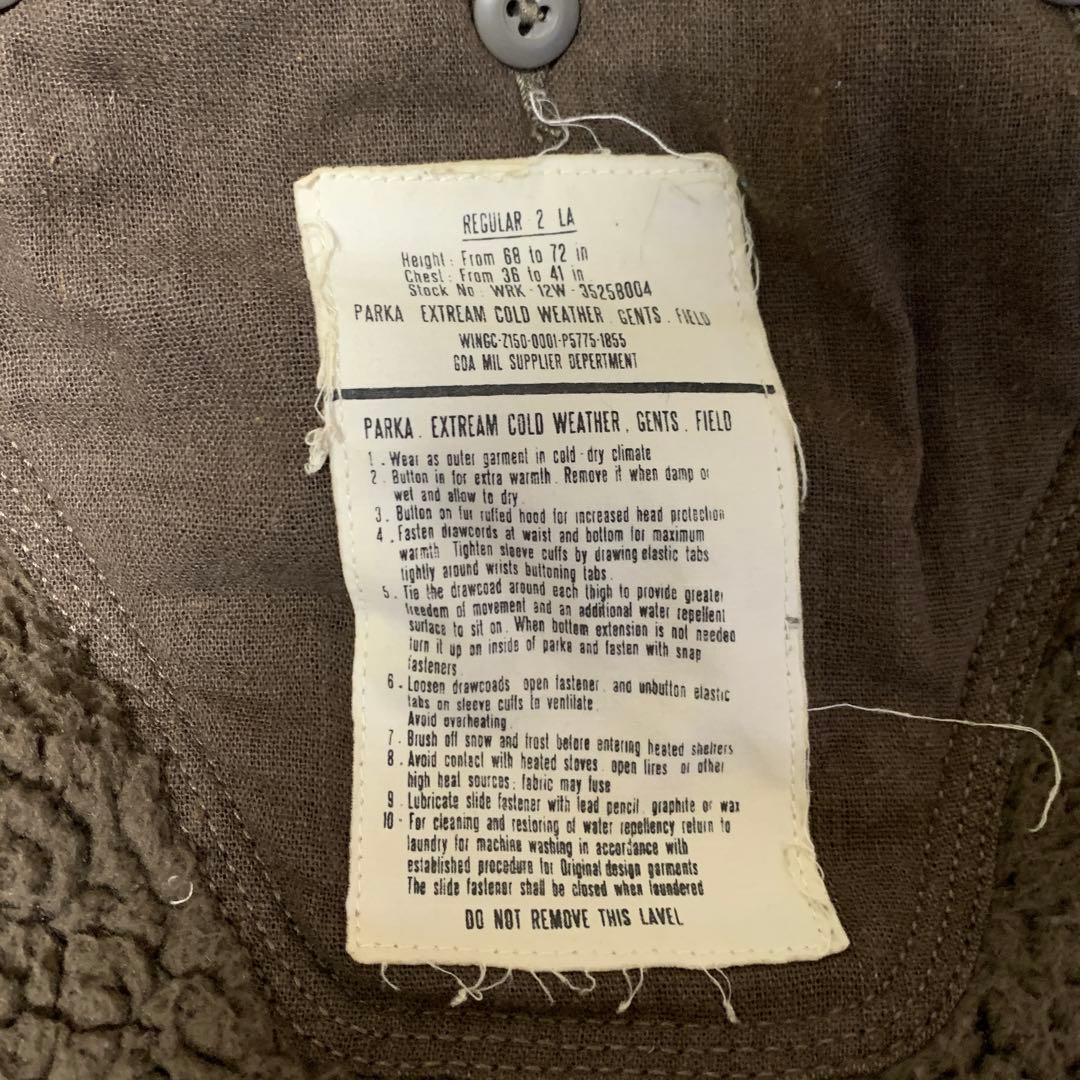 REGULAR 2 LA
Height : From 68 to 72 in
Chest : From 36 to 41 in
Stock No : WRK - 12W - 35258004
PARKA EXTREAM COLD WEATHER . GENTS . FIELD
WINGC-Z150-0001-P5775-1855
GOA MIL SUPPLIER DEPERTMENT
PARKA . EXTREAM COLD WEATHER . GENTS . FIELD
1 . Wear as outer garment in cold - dry climate
2 . Button in for extra warmth . Remove it when damp or
wet and allow to dry .
3 . Button on fur ruffed hood for increased head protection
4 . Fasten drawcords at waist and bottom for maximum
warmth Tighten sleeve cuffs by drawing elastic tabs
tightly around wrists buttoning tabs .
5 . Tie the drawcoad around each thigh to provide greater
freedom of movement and an additional water repellent
surface to sit on . When bottom extension is not needed
turn it up on inside of parka and fasten with snap
fasteners
6 . Loosen drawcoads open fastener . and unbutton elastic
tabs on sleeve cuffs to ventilate
Avoid overheating
7 . Brush off snow and frost before entering heated shelters
8 . Avoid contact with heated stoves . open fires or other
high heat sources : fabric may fuse
9 . Lubricate slide fastener with lead pencil . graphite or wax
10 - For cleaning and restoring of water repellency return to
laundry for machine washing in accordance with
established procedure for Original design garments
The slide fastener shall be closed when laundered
DO NOT REMOVE THIS LAVEL